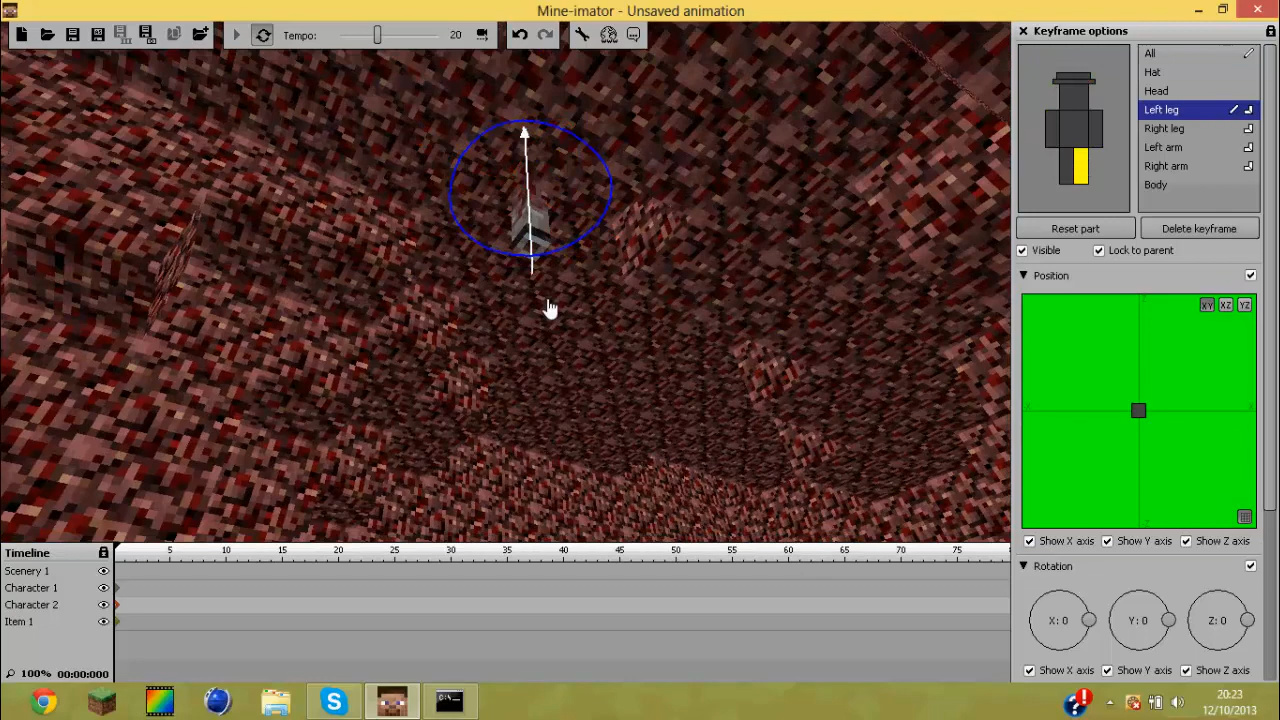 Mine-imator - Unsaved animation
Tempo:
20
Keyframe options
All
Hat
Head
Left leg
Right leg
Left arm
Right arm
Body
Reset part
Delete keyframe
Visible
Lock to parent
Position
XY
XZ
YZ
Show X axis
Show Y axis
Show Z axis
Rotation
X: 0
Y: 0
Z: 0
Show X axis
Show Y axis
Show Z axis
Timeline
5 10 15 20 25 30 35 40 45 50 55 60 65 70 75
Scenery 1
Character 1
Character 2
Item 1
100% 00:00:000
20:23
12/10/2013